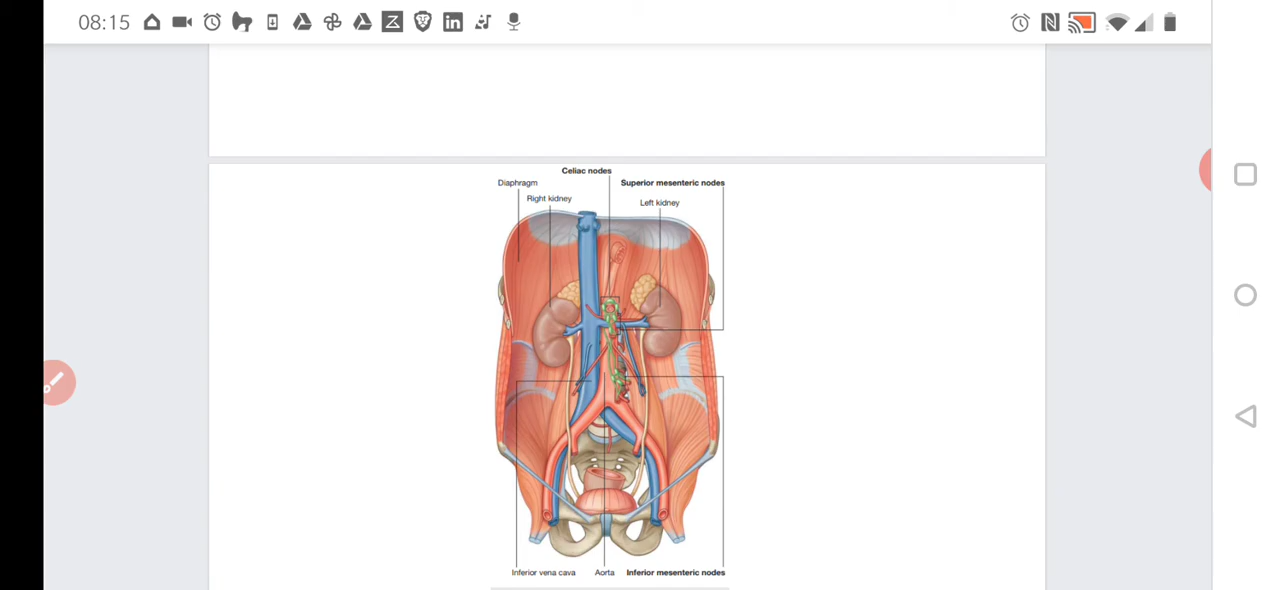 08:15
Celiac nodes
Diaphragm
Superior mesenteric nodes
Right kidney
Left kidney
Inferior vena cava
Aorta
Inferior mesenteric nodes